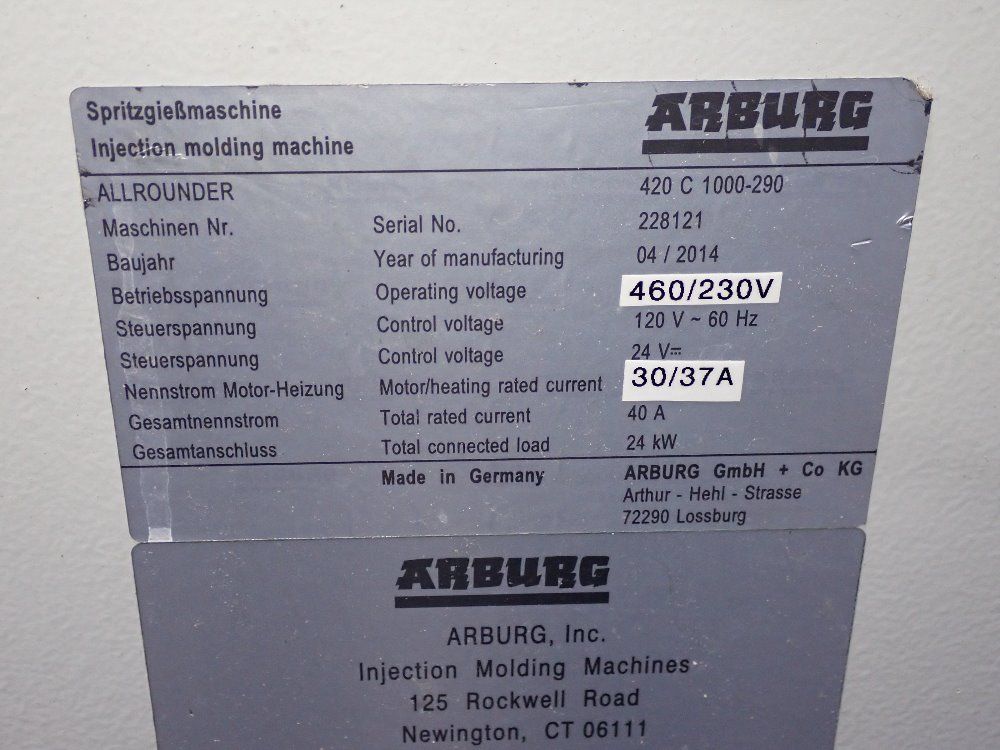 Spritzgießmaschine
Injection molding machine
ARBURG
ALLROUNDER 420 C 1000-290
Maschinen Nr. Serial No. 228121
Baujahr Year of manufacturing 04 / 2014
Betriebsspannung Operating voltage 460/230V
Steuerspannung Control voltage 120 V ~ 60 Hz
Steuerspannung Control voltage 24 V⎓
Nennstrom Motor-Heizung Motor/heating rated current 30/37A
Gesamtnennstrom Total rated current 40 A
Gesamtanschluss Total connected load 24 kW
Made in Germany ARBURG GmbH + Co KG
Arthur - Hehl - Strasse
72290 Lossburg
ARBURG
ARBURG, Inc.
Injection Molding Machines
125 Rockwell Road
Newington, CT 06111